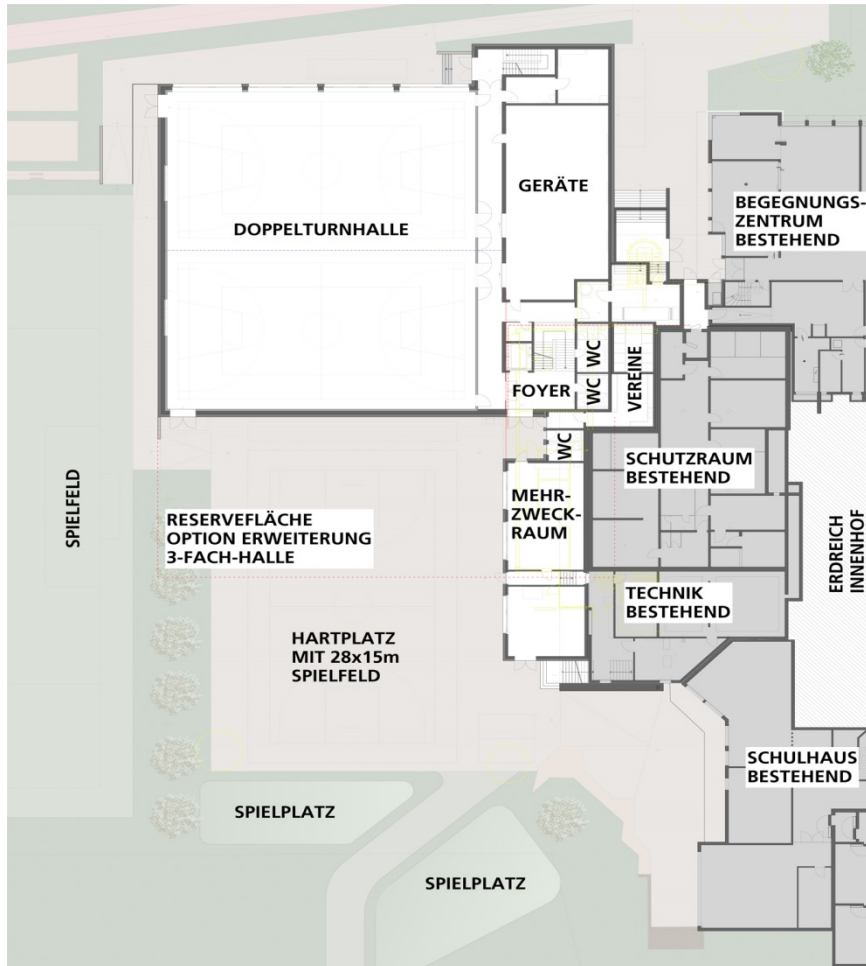 DOPPELTURNHALLE
GERÄTE
BEGEGNUNGS-
ZENTRUM
BESTEHEND
FOYER
WC
WC
VEREINE
WC
SCHUTZRAUM
BESTEHEND
MEHR-
ZWECK-
RAUM
SPIELFELD
RESERVEFLÄCHE
OPTION ERWEITERUNG
3-FACH-HALLE
ERDREICH
INNENHOF
TECHNIK
BESTEHEND
HARTPLATZ
MIT 28x15m
SPIELFELD
SCHULHAUS
BESTEHEND
SPIELPLATZ
SPIELPLATZ